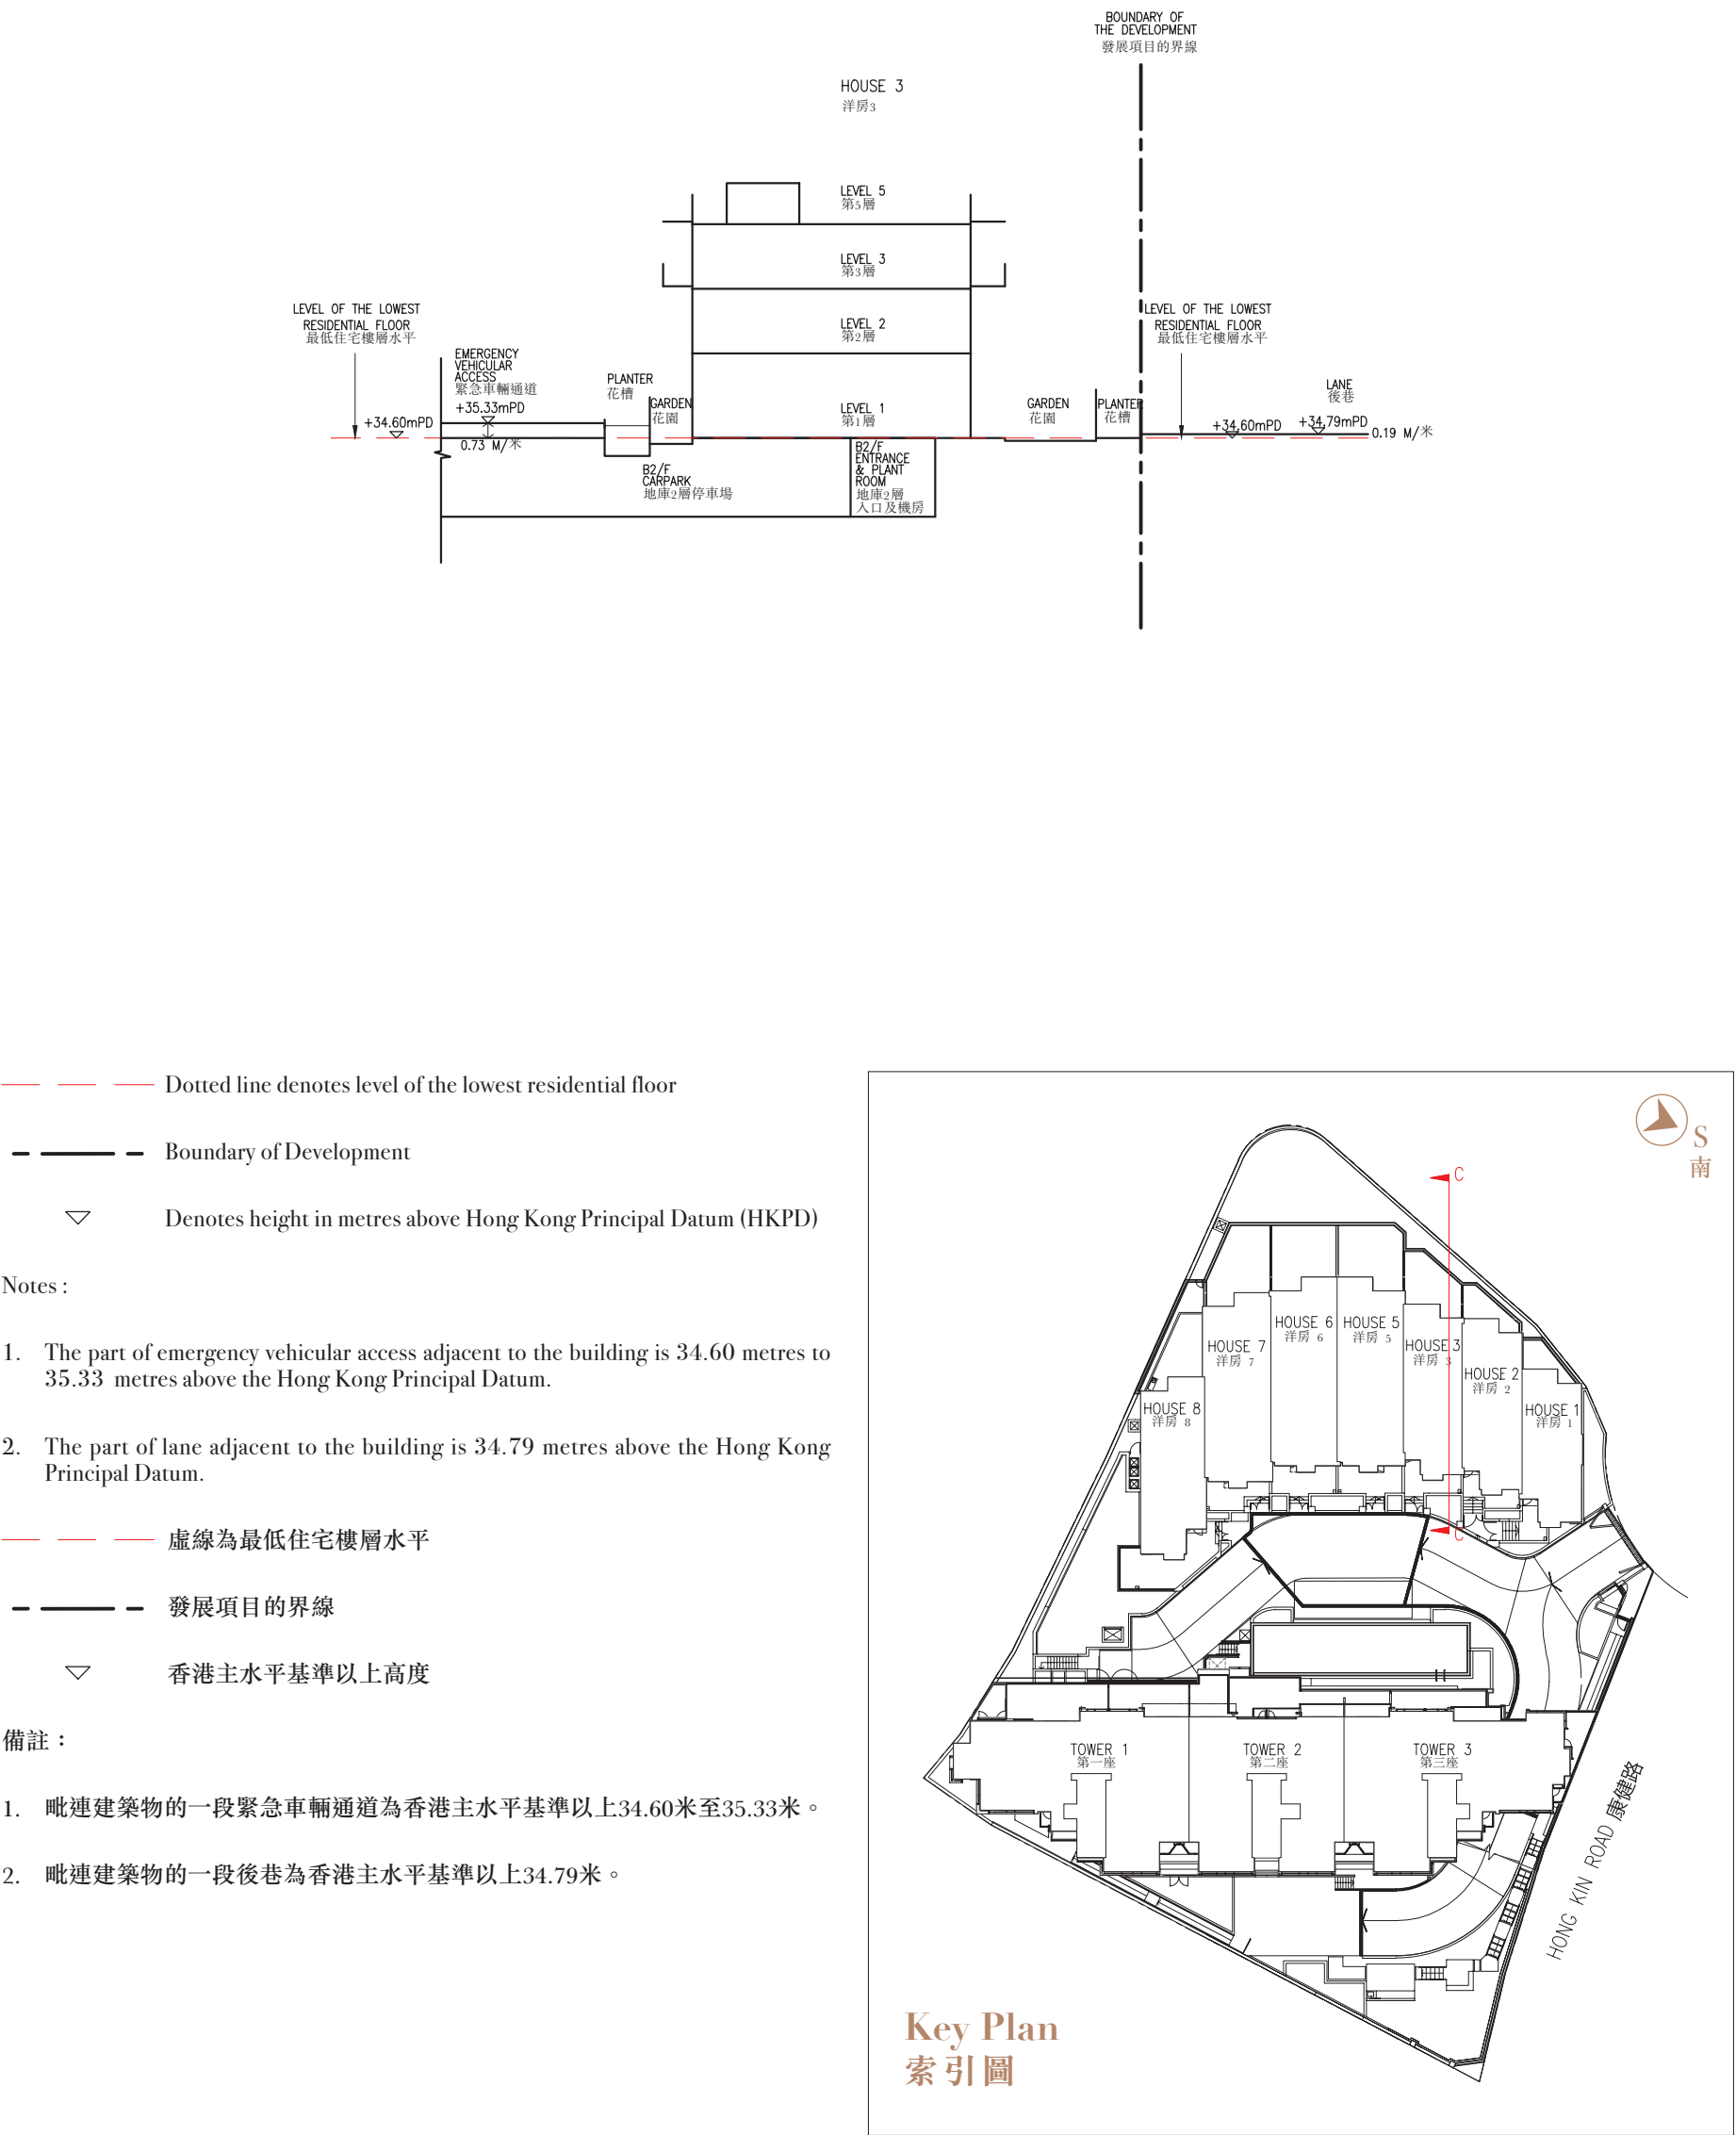 BOUNDARY OF
THE DEVELOPMENT
發展項目的界線
HOUSE 3
洋房3
LEVEL 5
第5層
LEVEL 3
第3層
LEVEL 2
第2層
LEVEL 1
第1層
LEVEL OF THE LOWEST
RESIDENTIAL FLOOR
最低住宅樓層水平
+34.60mPD
EMERGENCY
VEHICULAR
ACCESS
緊急車輛通道
+35.33mPD
0.73 M/米
PLANTER
花槽
GARDEN
花園
B2/F
CARPARK
地庫2層停車場
B2/F
ENTRANCE
& PLANT
ROOM
地庫2層
入口及機房
GARDEN
花園
PLANTER
花槽
LEVEL OF THE LOWEST
RESIDENTIAL FLOOR
最低住宅樓層水平
+34.60mPD
LANE
後巷
+34.79mPD
0.19 M/米
Dotted line denotes level of the lowest residential floor
Boundary of Development
Denotes height in metres above Hong Kong Principal Datum (HKPD)
Notes :
1. The part of emergency vehicular access adjacent to the building is 34.60 metres to
35.33 metres above the Hong Kong Principal Datum.
2. The part of lane adjacent to the building is 34.79 metres above the Hong Kong
Principal Datum.
虛線為最低住宅樓層水平
發展項目的界線
香港主水平基準以上高度
備註：
1. 毗連建築物的一段緊急車輛通道為香港主水平基準以上34.60米至35.33米。
2. 毗連建築物的一段後巷為香港主水平基準以上34.79米。
S
南
C
HOUSE 6
洋房 6
HOUSE 5
洋房 5
HOUSE 7
洋房 7
HOUSE 3
洋房 3
HOUSE 2
洋房 2
HOUSE 8
洋房 8
HOUSE 1
洋房 1
C
TOWER 1
第一座
TOWER 2
第二座
TOWER 3
第三座
HONG KIN ROAD 康健路
Key Plan
索引圖